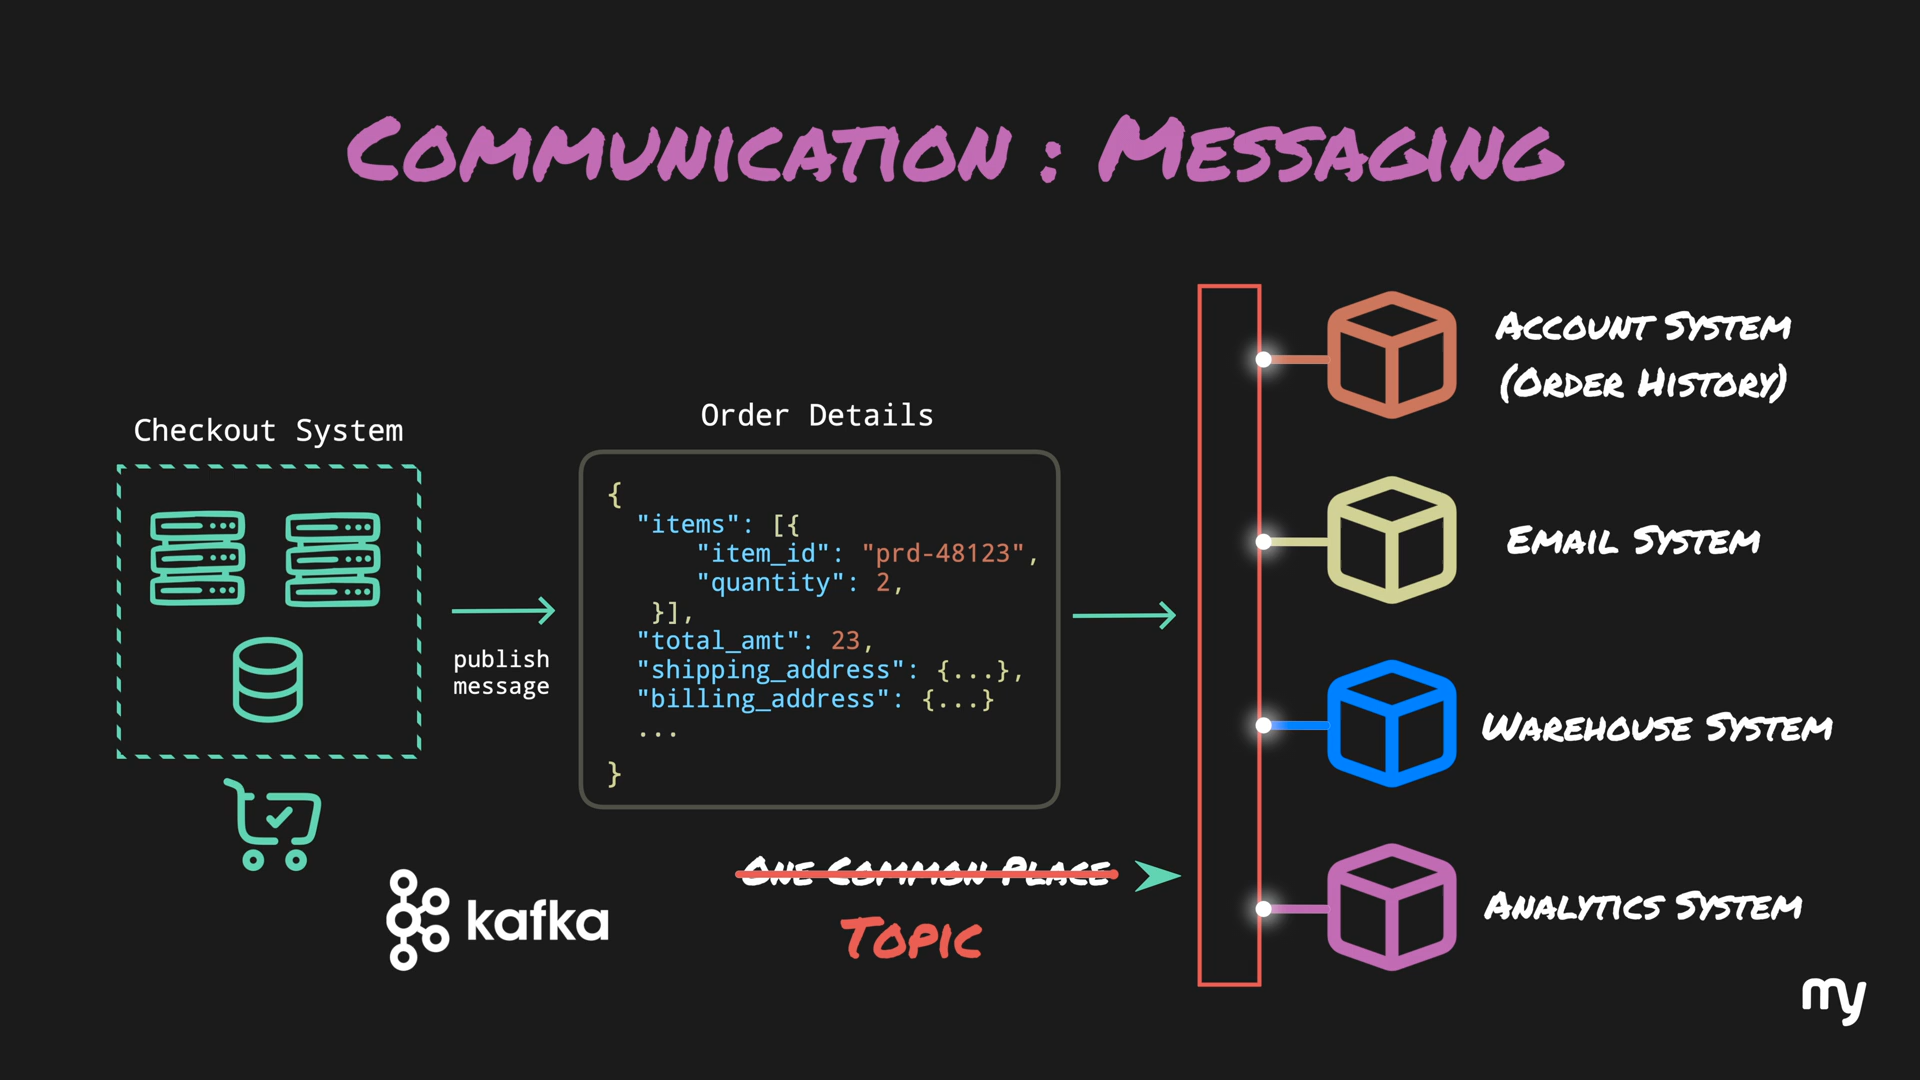 Communication : Messaging
Checkout System
publish
message
Order Details
{
"items": [{
"item_id": "prd-48123",
"quantity": 2,
}],
"total_amt": 23,
"shipping_address": {...},
"billing_address": {...}
...
}
One Common Place
Topic
kafka
Account System
(Order History)
Email System
Warehouse System
Analytics System
my